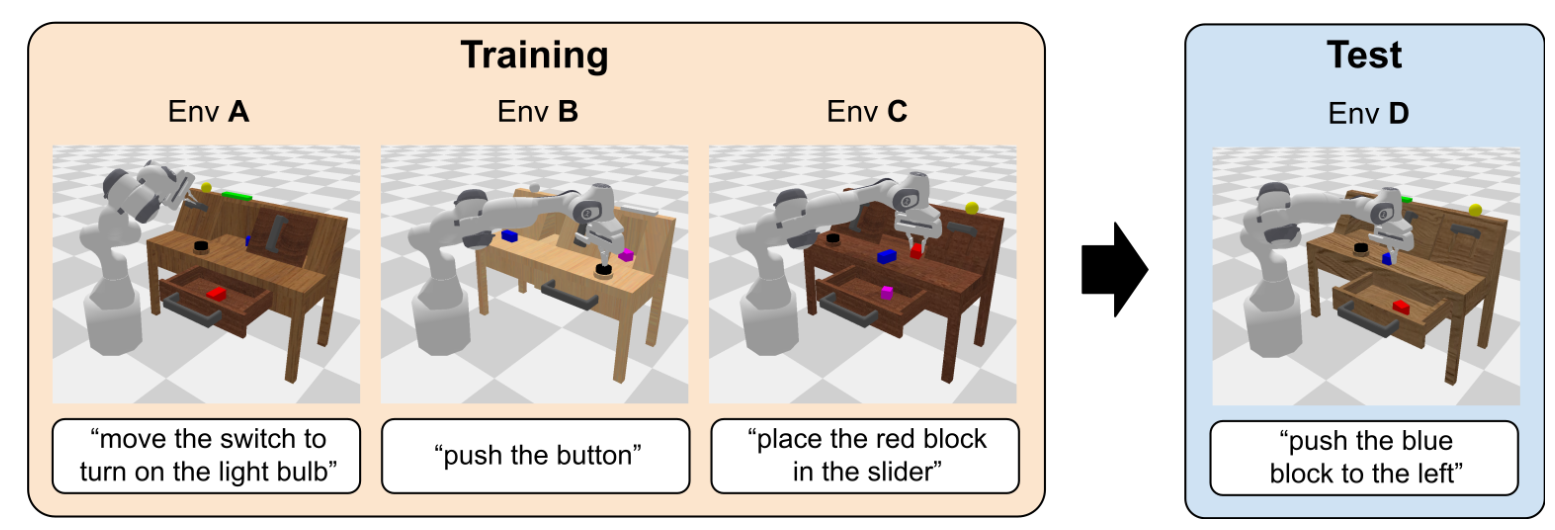 Training
Test
Env A
Env B
Env C
Env D
“move the switch to
turn on the light bulb”
“push the button”
“place the red block
in the slider”
“push the blue
block to the left”